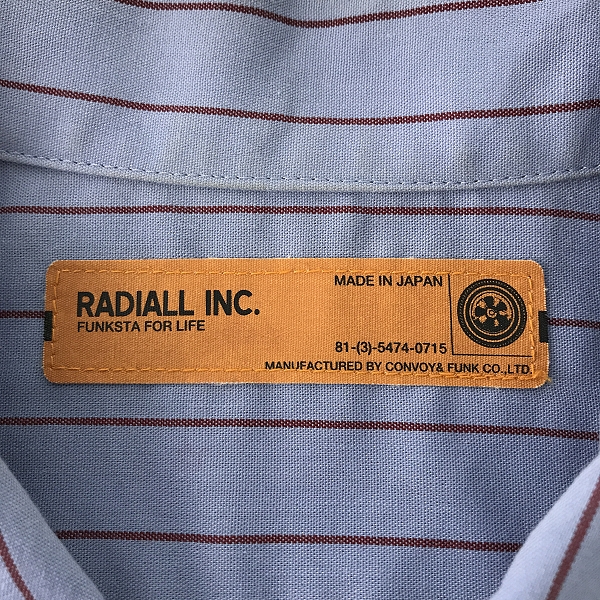 RADIALL INC.
FUNKSTA FOR LIFE
MADE IN JAPAN
81-(3)-5474-0715
MANUFACTURED BY CONVOY& FUNK CO.,LTD.